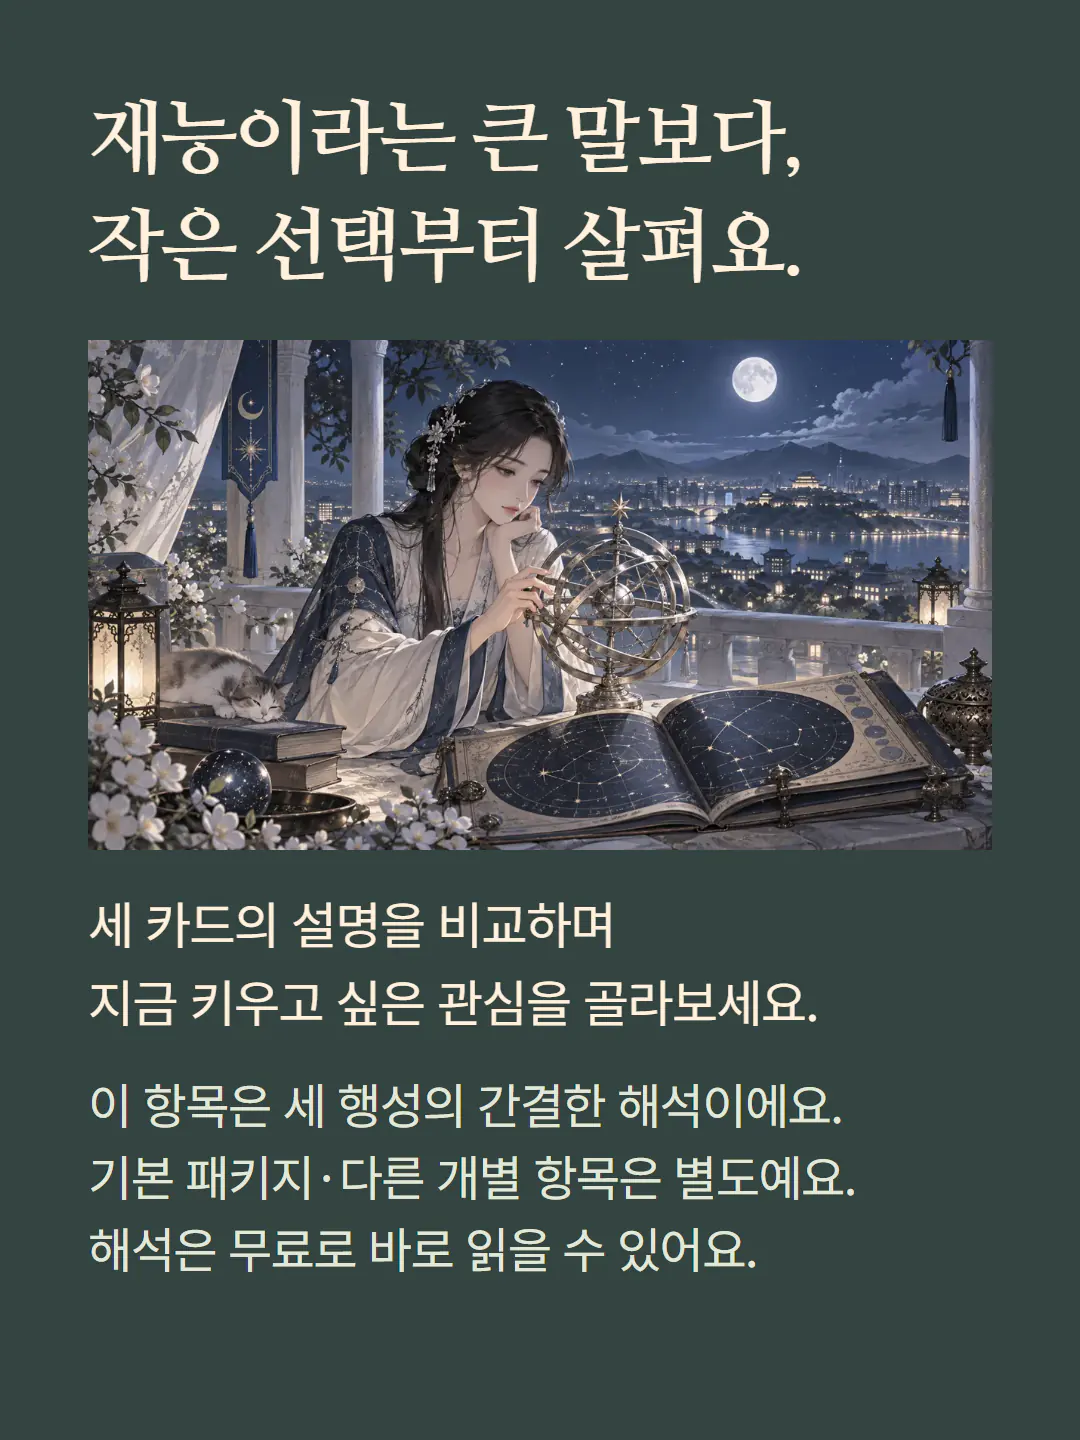 재능이라는 큰 말보다,
작은 선택부터 살펴요.
세 카드의 설명을 비교하며
지금 키우고 싶은 관심을 골라보세요.
이 항목은 세 행성의 간결한 해석이에요.
기본 패키지·다른 개별 항목은 별도예요.
해석은 무료로 바로 읽을 수 있어요.